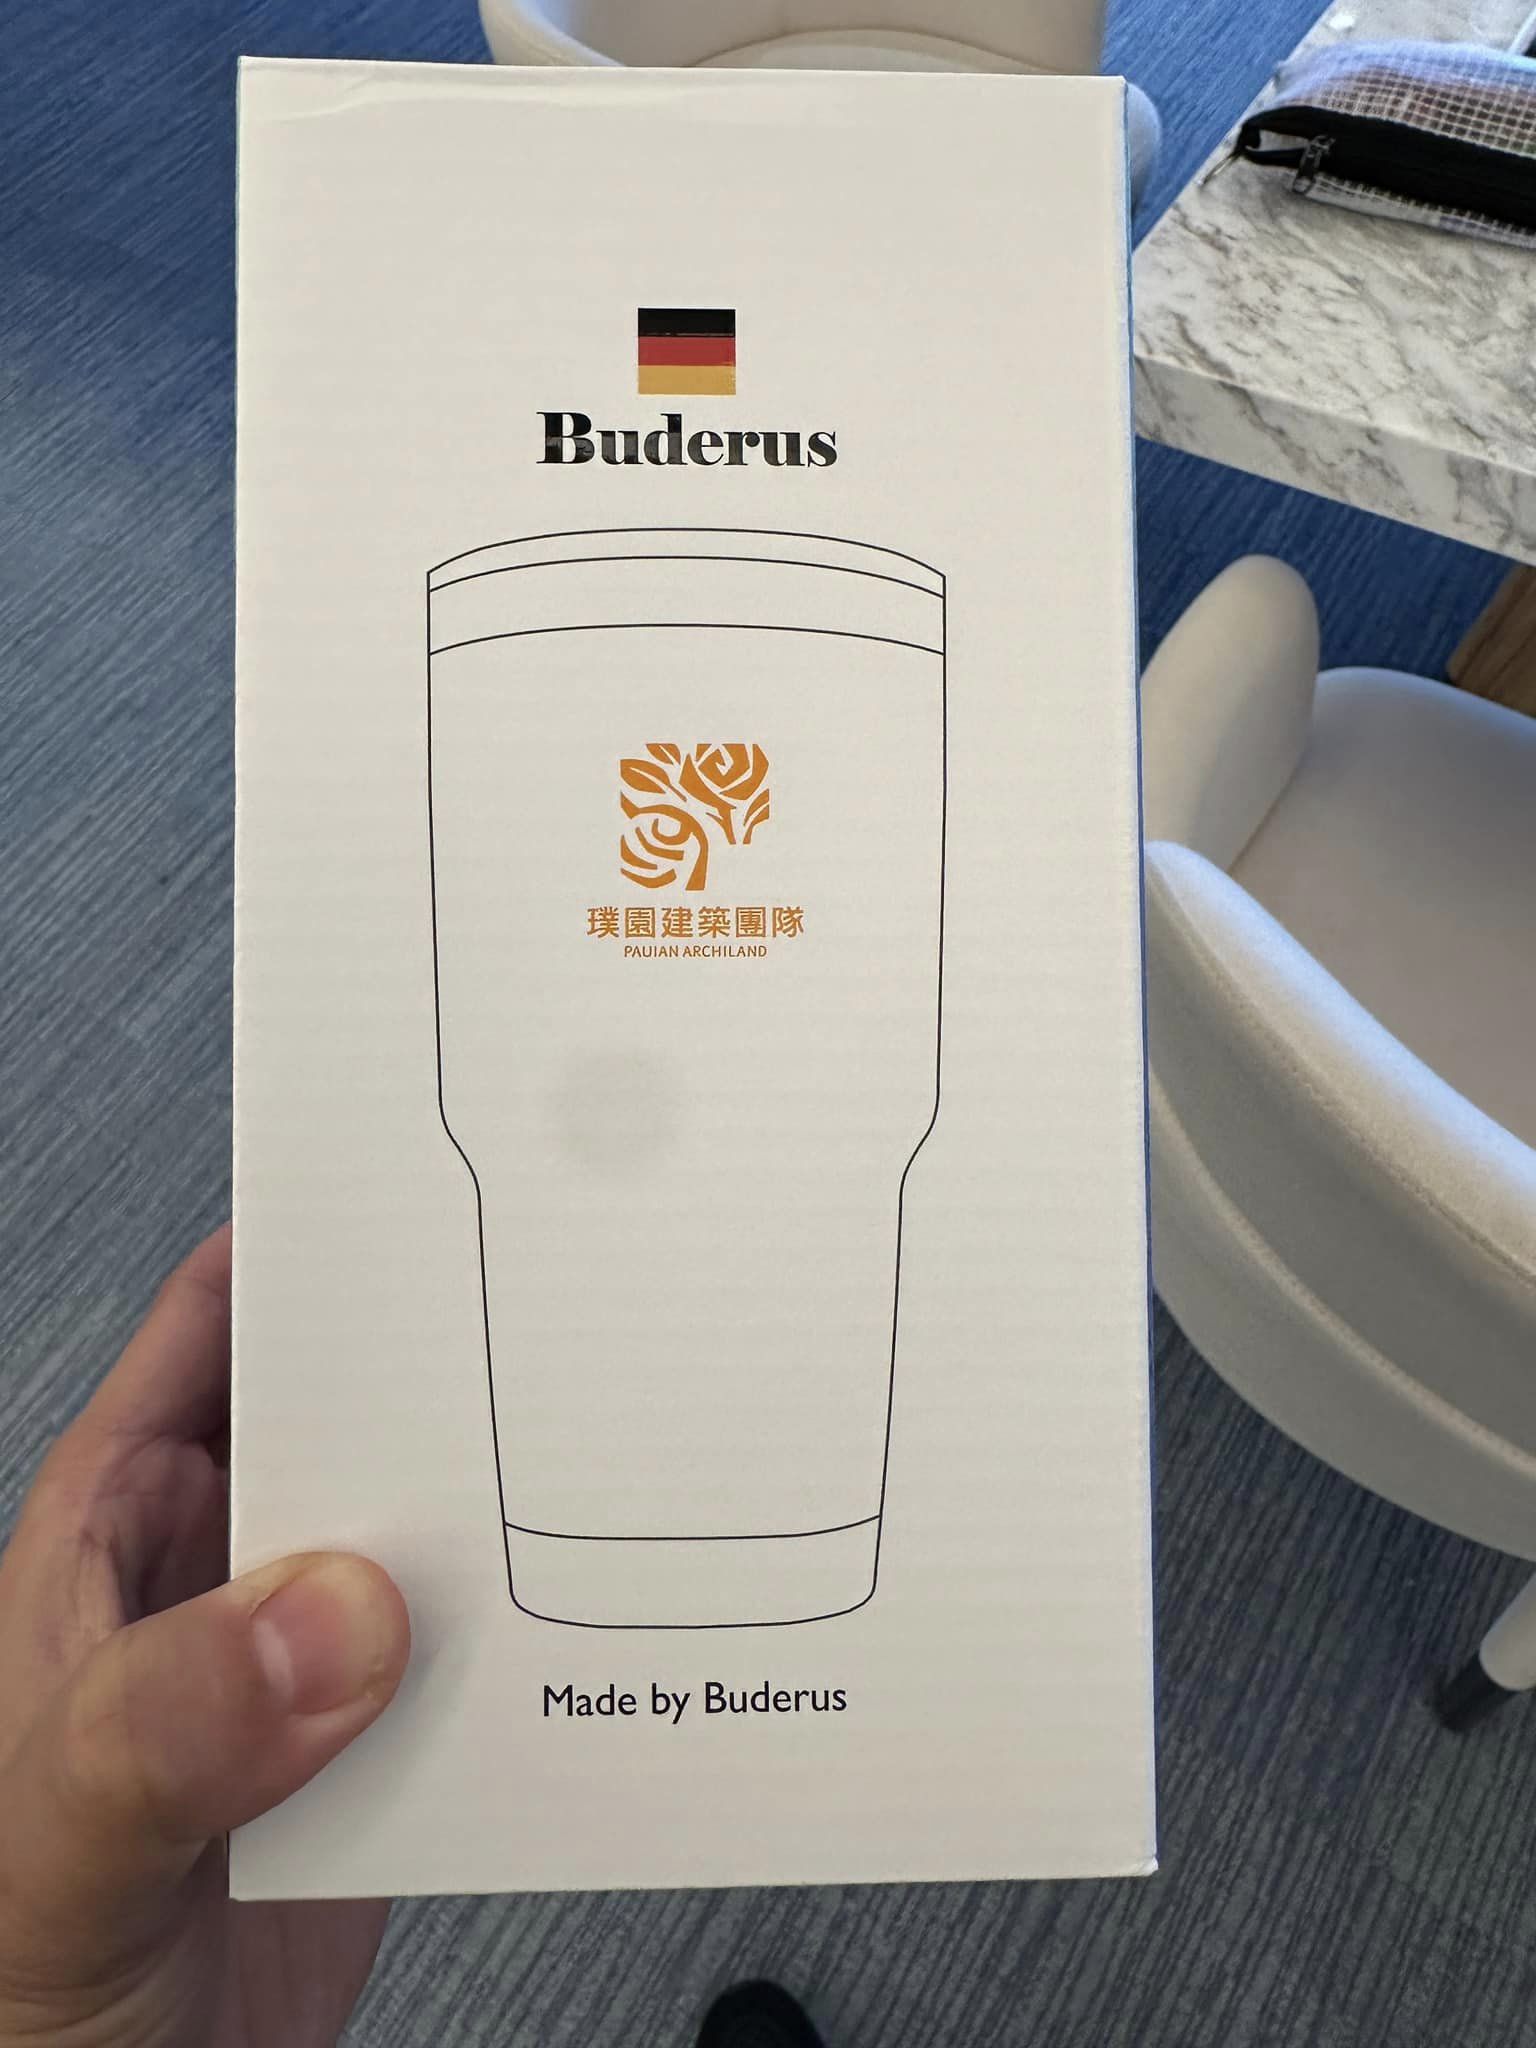 Buderus
璞園建築團隊
PAUIAN ARCHILAND
Made by Buderus